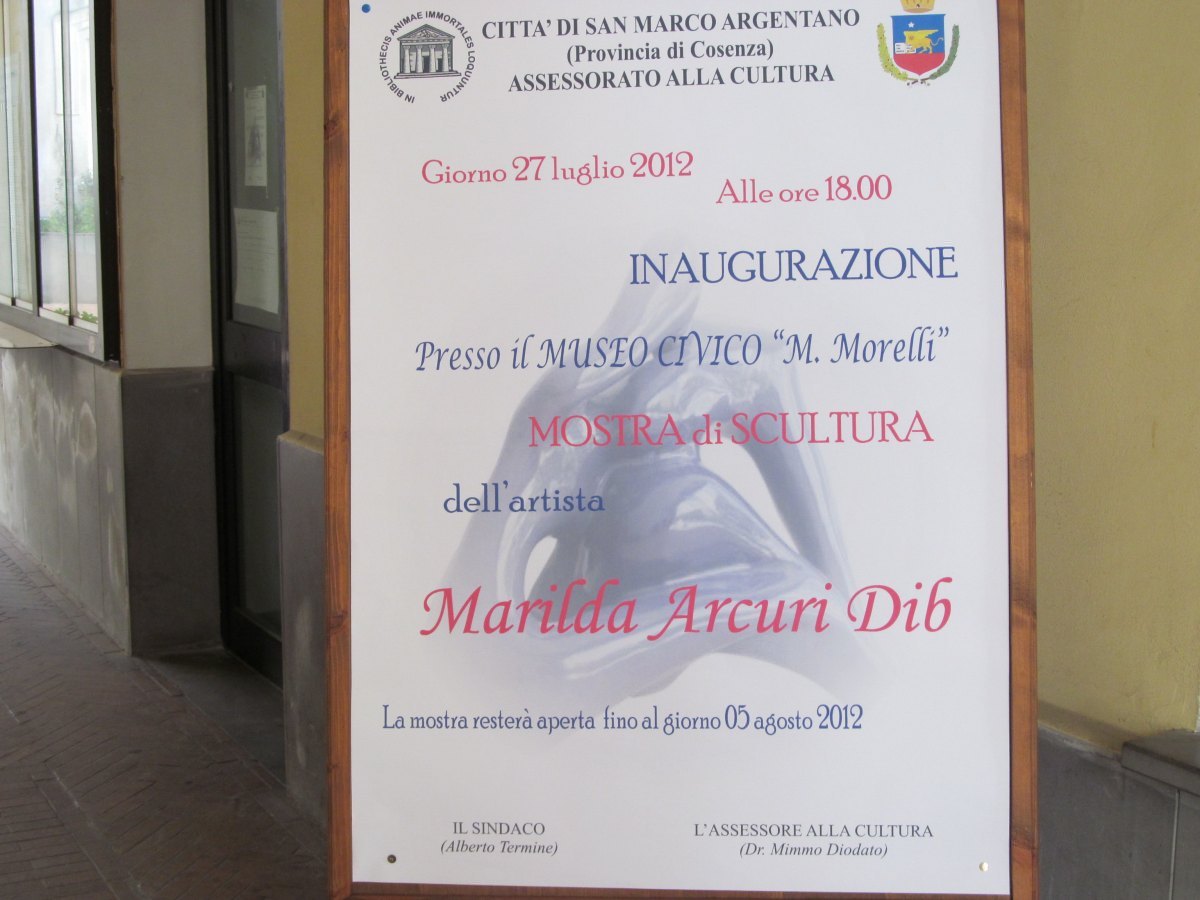 IN BIBLIOTHECIS ANIMAE IMMORTALES LOQUUNTUR
CITTA' DI SAN MARCO ARGENTANO
(Provincia di Cosenza)
ASSESSORATO ALLA CULTURA
Giorno 27 luglio 2012
Alle ore 18.00
INAUGURAZIONE
Presso il MUSEO CIVICO “M. Morelli”
MOSTRA di SCULTURA
dell'artista
Marilda Arcuri Dib
La mostra resterà aperta fino al giorno 05 agosto 2012
IL SINDACO
(Alberto Termine)
L'ASSESSORE ALLA CULTURA
(Dr. Mimmo Diodato)